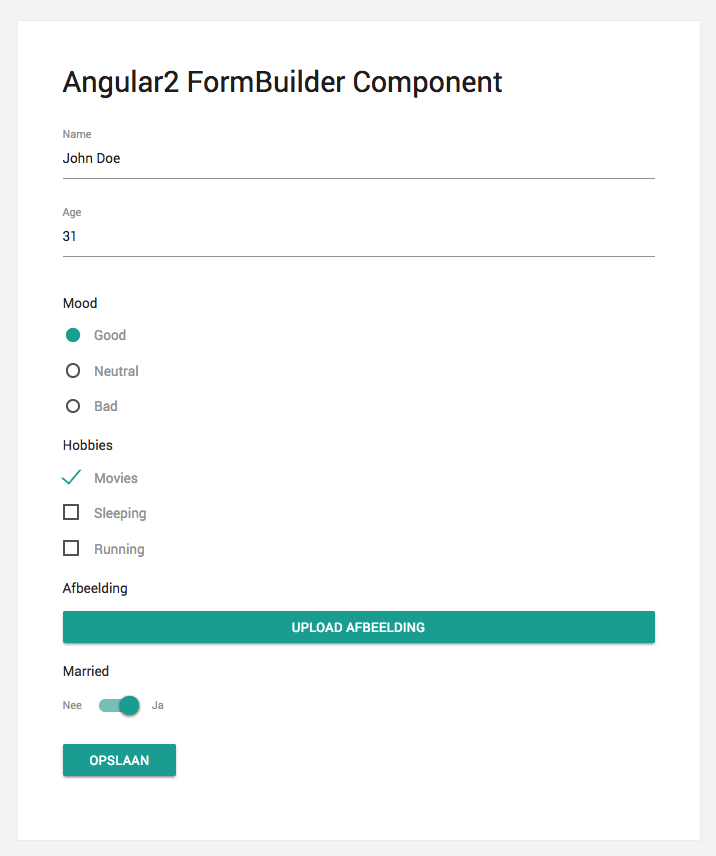 Angular2 FormBuilder Component
Name
John Doe
Age
31
Mood
Good
Neutral
Bad
Hobbies
Movies
Sleeping
Running
Afbeelding
UPLOAD AFBEELDING
Married
Nee Ja
OPSLAAN